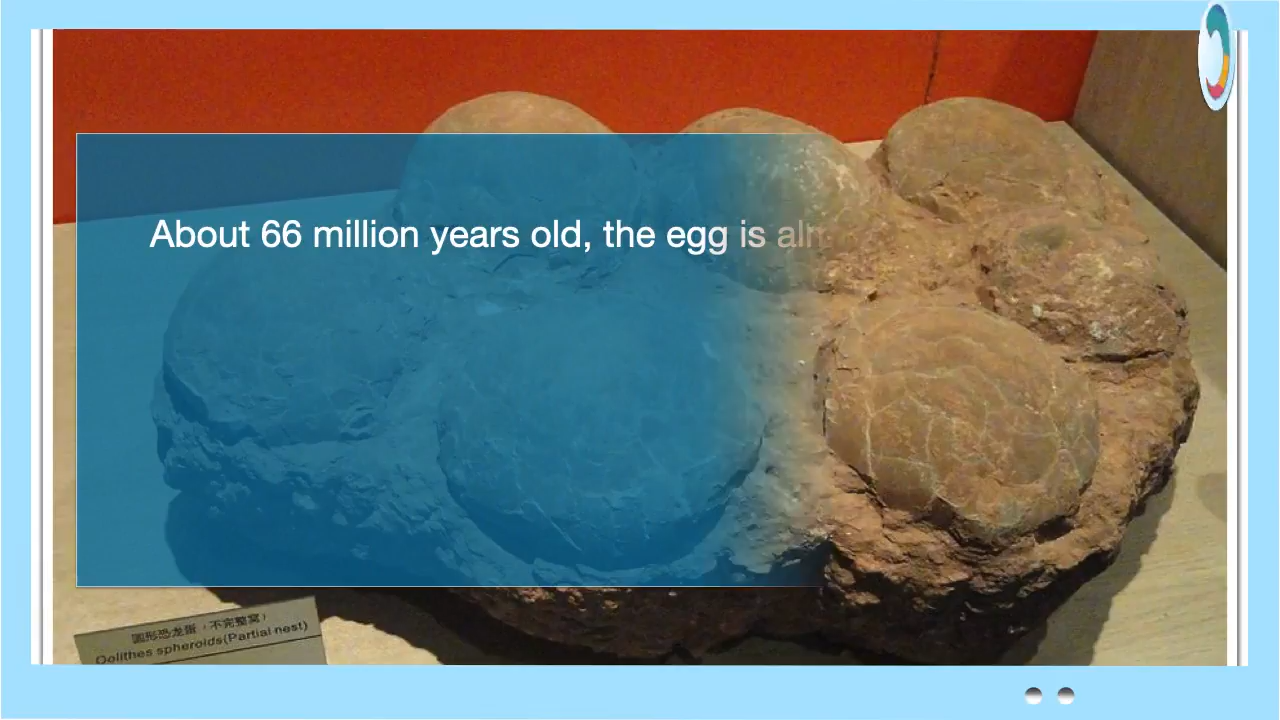 About 66 million years old, the egg is
圆形恐龙蛋（不完整窝）
Oolithes spheroids(Partial nest)